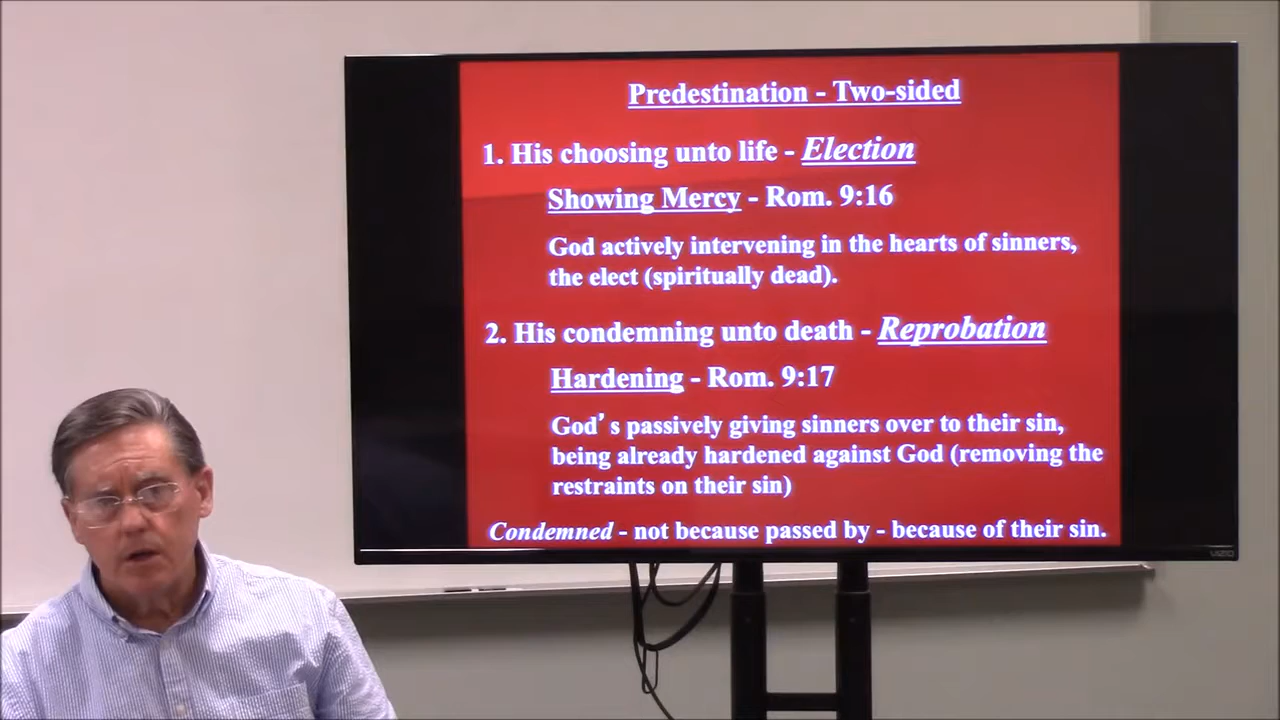 Predestination - Two-sided
1. His choosing unto life - Election
Showing Mercy - Rom. 9:16
God actively intervening in the hearts of sinners,
the elect (spiritually dead).
2. His condemning unto death - Reprobation
Hardening - Rom. 9:17
God's passively giving sinners over to their sin,
being already hardened against God (removing the
restraints on their sin)
Condemned - not because passed by - because of their sin.
VIZIO